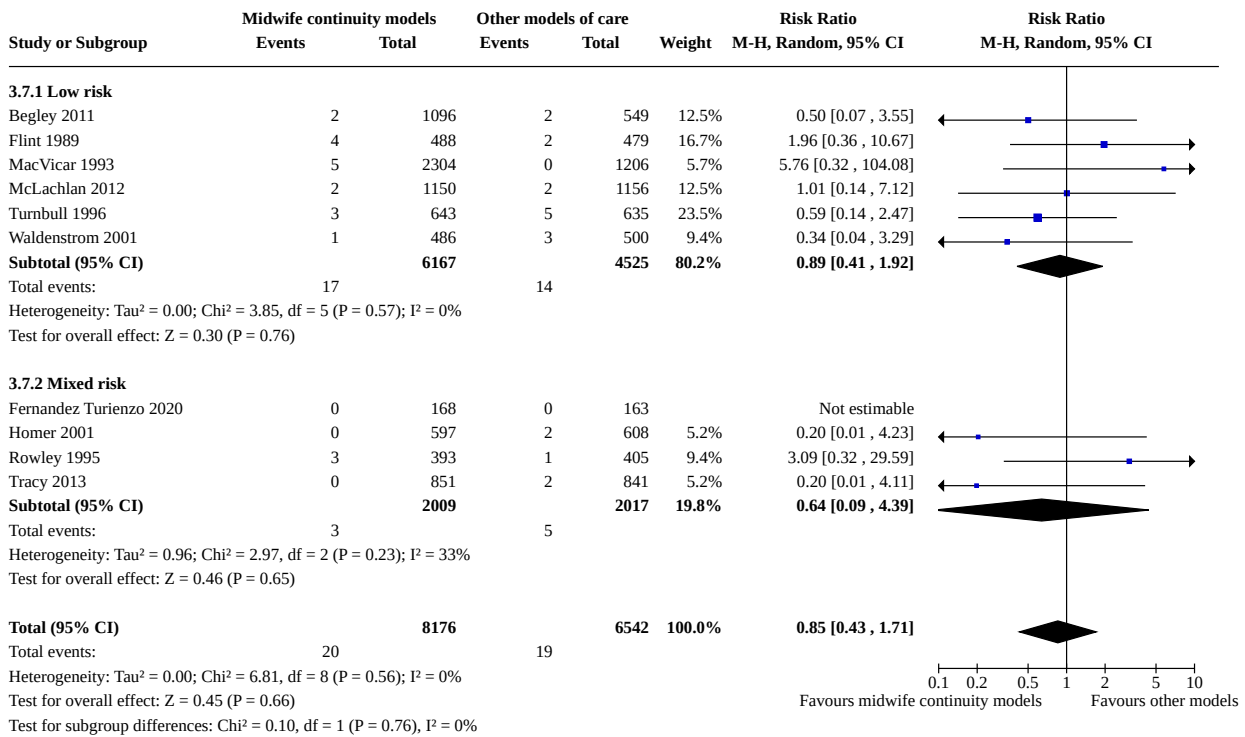 Midwife continuity models Other models of care Risk Ratio Risk Ratio
Study or Subgroup Events Total Events Total Weight M-H, Random, 95% CI M-H, Random, 95% CI
3.7.1 Low risk
Begley 2011 2 1096 2 549 12.5% 0.50 [0.07 , 3.55]
Flint 1989 4 488 2 479 16.7% 1.96 [0.36 , 10.67]
MacVicar 1993 5 2304 0 1206 5.7% 5.76 [0.32 , 104.08]
McLachlan 2012 2 1150 2 1156 12.5% 1.01 [0.14 , 7.12]
Turnbull 1996 3 643 5 635 23.5% 0.59 [0.14 , 2.47]
Waldenstrom 2001 1 486 3 500 9.4% 0.34 [0.04 , 3.29]
Subtotal (95% CI) 6167 4525 80.2% 0.89 [0.41 , 1.92]
Total events: 17 14
Heterogeneity: Tau² = 0.00; Chi² = 3.85, df = 5 (P = 0.57); I² = 0%
Test for overall effect: Z = 0.30 (P = 0.76)
3.7.2 Mixed risk
Fernandez Turienzo 2020 0 168 0 163 Not estimable
Homer 2001 0 597 2 608 5.2% 0.20 [0.01 , 4.23]
Rowley 1995 3 393 1 405 9.4% 3.09 [0.32 , 29.59]
Tracy 2013 0 851 2 841 5.2% 0.20 [0.01 , 4.11]
Subtotal (95% CI) 2009 2017 19.8% 0.64 [0.09 , 4.39]
Total events: 3 5
Heterogeneity: Tau² = 0.96; Chi² = 2.97, df = 2 (P = 0.23); I² = 33%
Test for overall effect: Z = 0.46 (P = 0.65)
Total (95% CI) 8176 6542 100.0% 0.85 [0.43 , 1.71]
Total events: 20 19
Heterogeneity: Tau² = 0.00; Chi² = 6.81, df = 8 (P = 0.56); I² = 0%
0.1 0.2 0.5 1 2 5 10
Test for overall effect: Z = 0.45 (P = 0.66) Favours midwife continuity models Favours other models
Test for subgroup differences: Chi² = 0.10, df = 1 (P = 0.76), I² = 0%